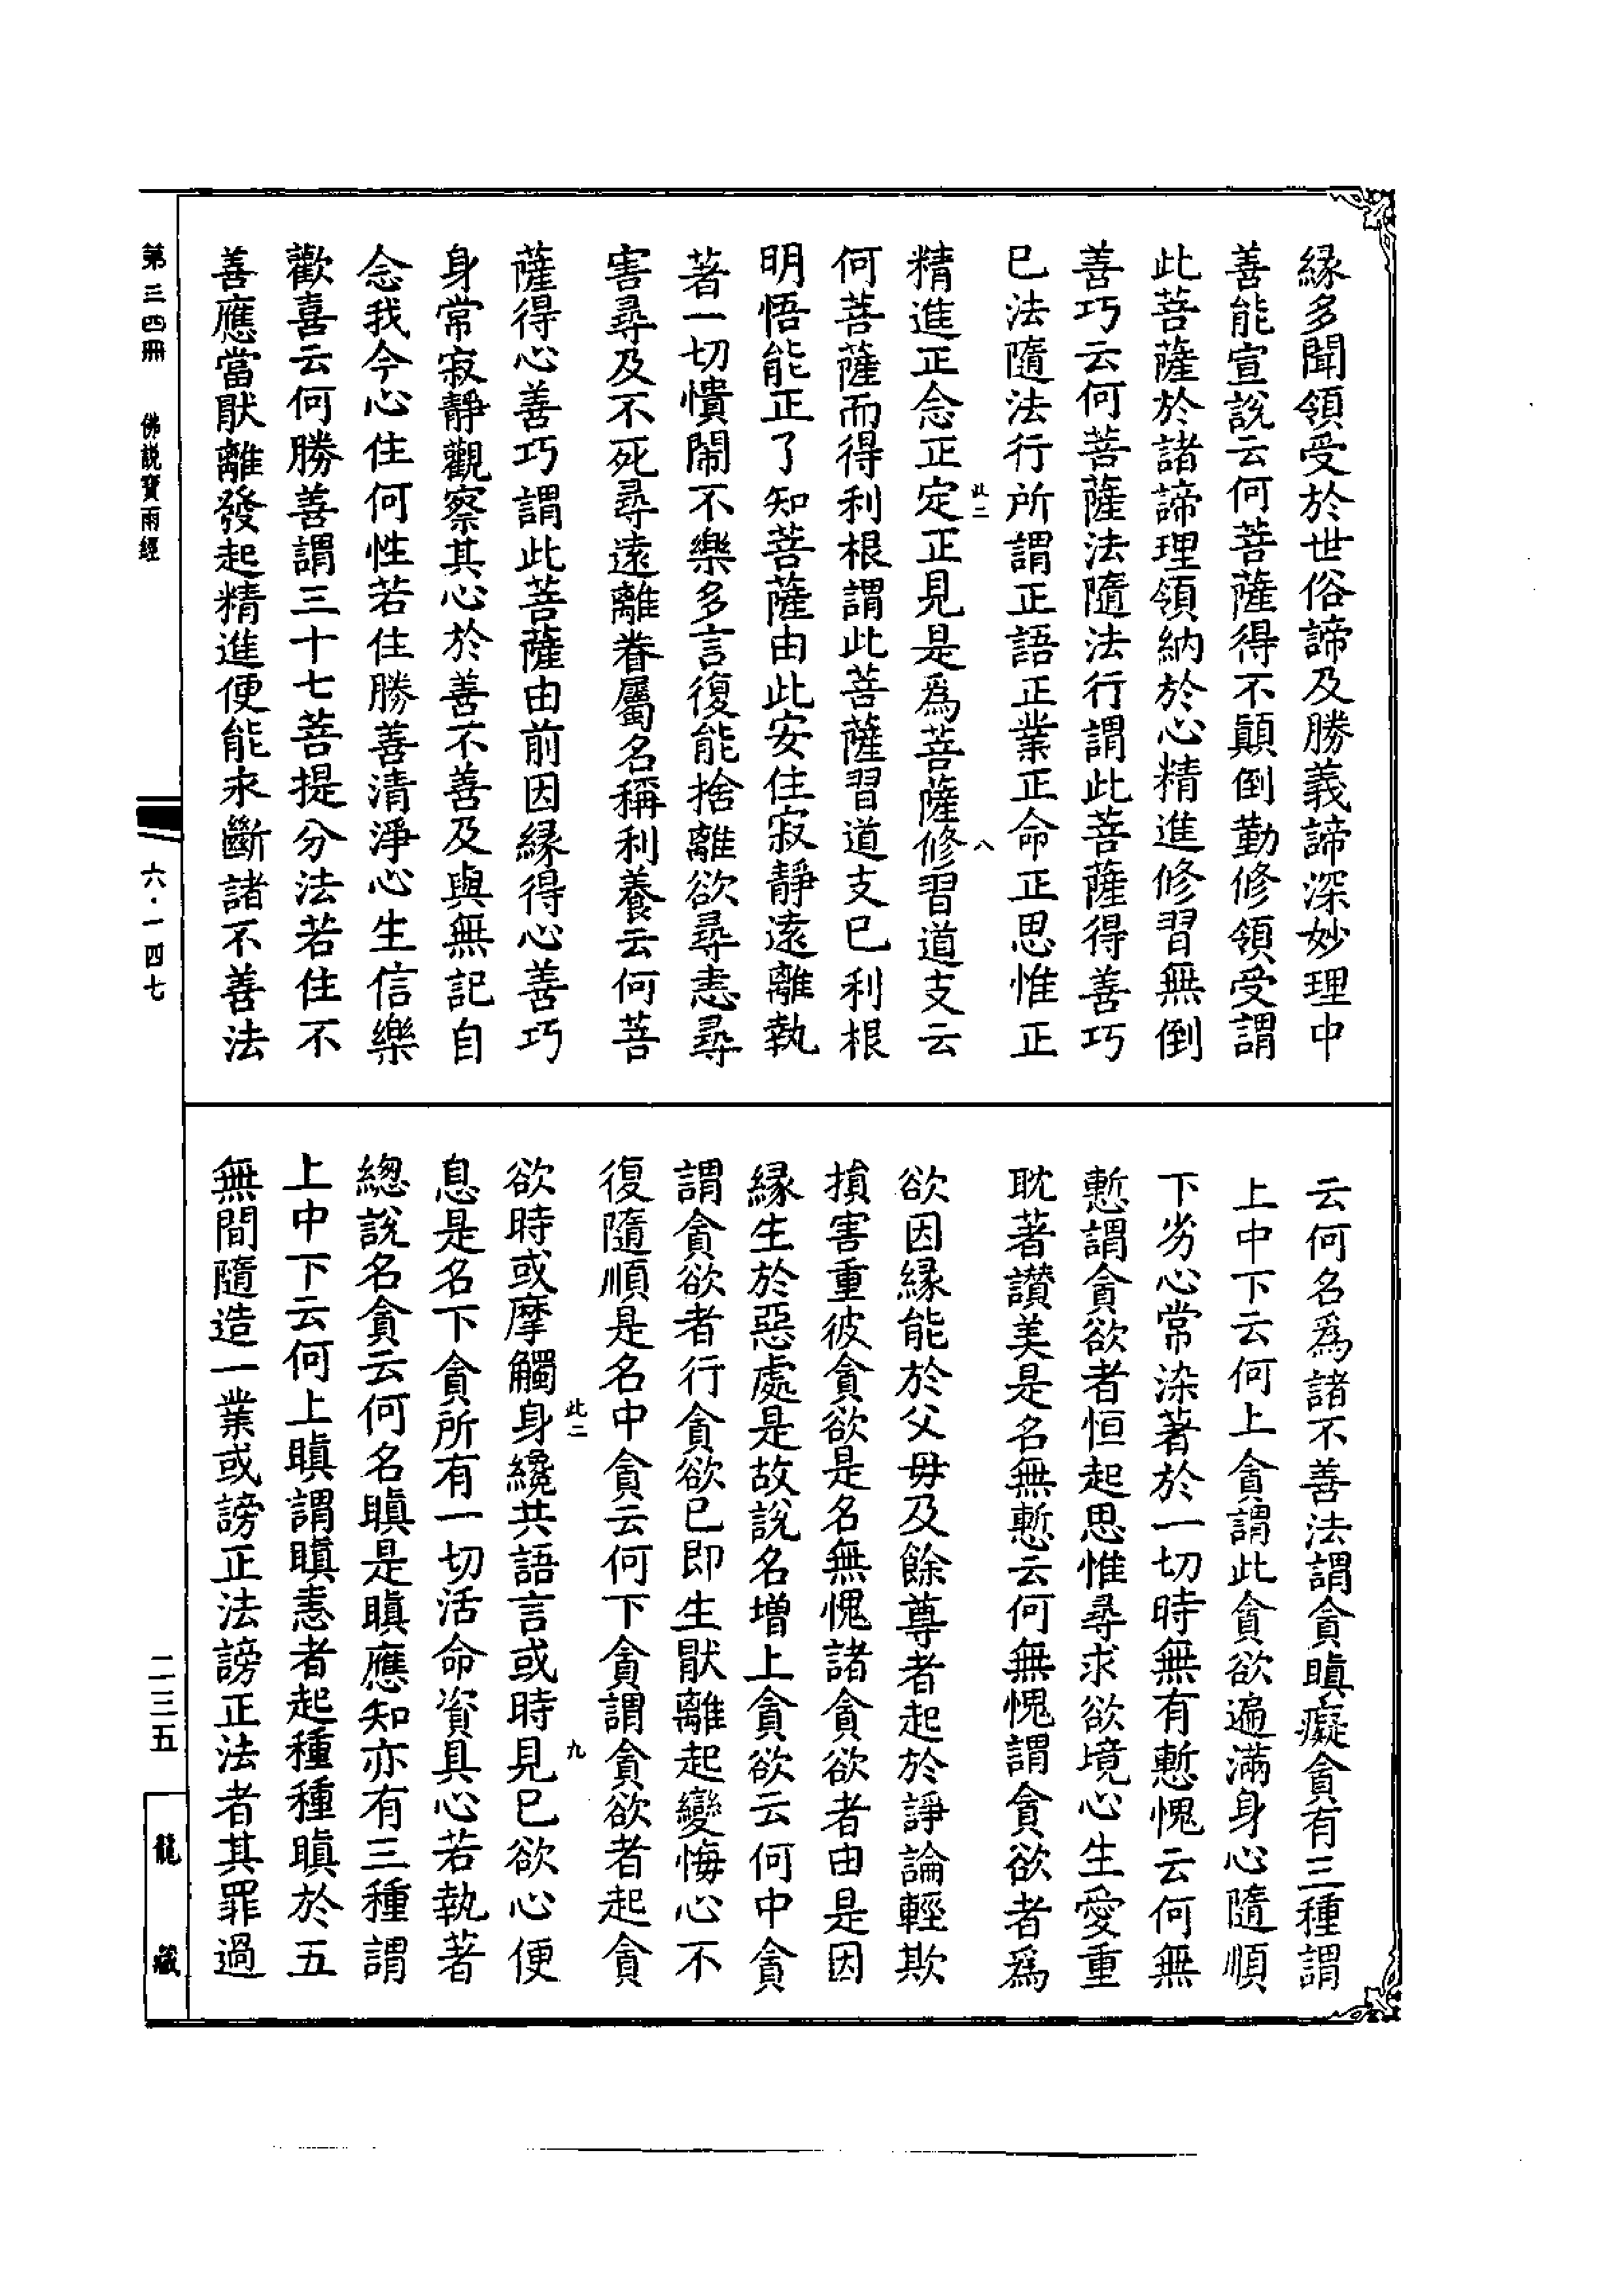 緣多聞領受於世俗諦及勝義諦深妙理中
善能宣說云何菩薩得不顛倒勤修領受謂
此菩薩於諸諦理領納於心精進修習無倒
善巧云何菩薩法隨法行謂此菩薩得善巧
已法隨法行所謂正語正業正命正思惟正
精進正念正定正見是爲菩薩修習道支云
此二
八
何菩薩而得利根謂此菩薩習道支已利根
明悟能正了知菩薩由此安住寂靜遠離執
著一切憒鬧不樂多言復能捨離欲尋恚尋
害尋及不死尋遠離眷屬名稱利養云何菩
薩得心善巧謂此菩薩由前因緣得心善巧
身常寂靜觀察其心於善不善及與無記自
念我今心住何性若住勝善清淨心生信樂
歡喜云何勝善謂三十七菩提分法若住不
善應當猒離發起精進便能永斷諸不善法
云何名爲諸不善法謂貪瞋癡貪有三種謂
上中下云何上貪謂此貪欲遍滿身心隨順
下劣心常染著於一切時無有慙愧云何無
慙謂貪欲者恒起思惟尋求欲境心生愛重
耽著讃美是名無慙云何無愧謂貪欲者爲
欲因緣能於父母及餘尊者起於諍論輕欺
損害重彼貪欲是名無愧諸貪欲者由是因
緣生於惡處是故說名增上貪欲云何中貪
謂貪欲者行貪欲已即生猒離起變悔心不
復隨順是名中貪云何下貪謂貪欲者起貪
欲時或摩觸身纔共語言或時見已欲心便
此二
九
息是名下貪所有一切活命資具心若執著
緫說名貪云何名瞋是瞋應知亦有三種謂
上中下云何上瞋謂瞋恚者起種種瞋於五
無間隨造一業或謗正法謗正法者其罪過
第三四冊 佛説寶雨經
六·一四七
二三五
龍藏